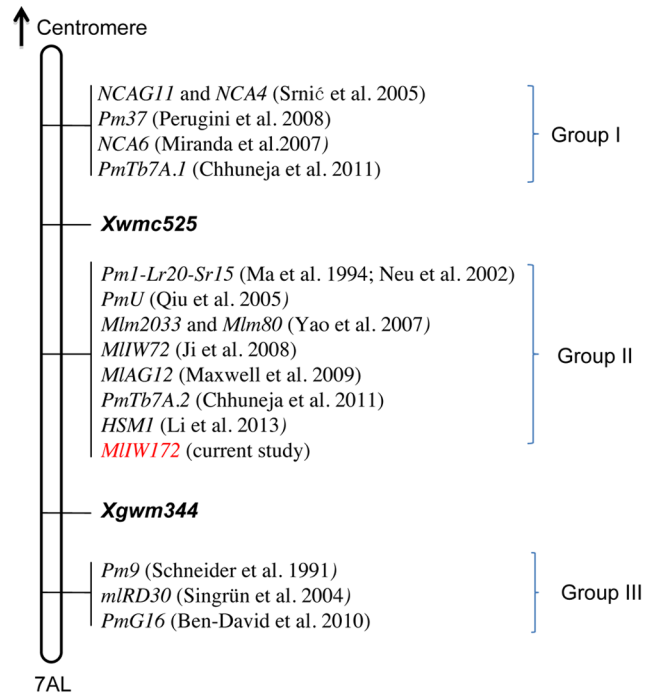 Centromere
NCAG11 and NCA4 (Srnić et al. 2005)
Pm37 (Perugini et al. 2008)
NCA6 (Miranda et al.2007)
PmTb7A.1 (Chhuneja et al. 2011)
Group I
Xwmc525
Pm1-Lr20-Sr15 (Ma et al. 1994; Neu et al. 2002)
PmU (Qiu et al. 2005)
Mlm2033 and Mlm80 (Yao et al. 2007)
MlIW72 (Ji et al. 2008)
MlAG12 (Maxwell et al. 2009)
PmTb7A.2 (Chhuneja et al. 2011)
HSM1 (Li et al. 2013)
MlIW172 (current study)
Group II
Xgwm344
Pm9 (Schneider et al. 1991)
mlRD30 (Singrün et al. 2004)
PmG16 (Ben-David et al. 2010)
Group III
7AL